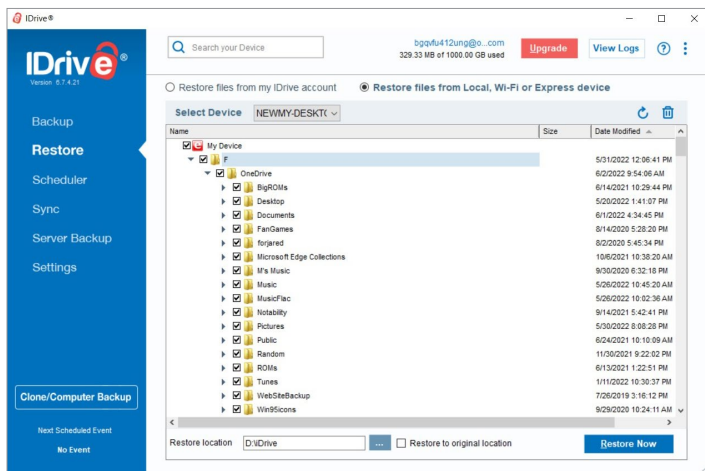 IDrive®
IDrive®
Version 6.7.4.21
Search your Device
bgqvfu412ung@o...com
329.33 MB of 1000.00 GB used
Upgrade
View Logs
?
Backup
Restore
Scheduler
Sync
Server Backup
Settings
Clone/Computer Backup
Next Scheduled Event
No Event
Restore files from my IDrive account
Restore files from Local, Wi-Fi or Express device
Select Device NEWMY-DESKT(
Name Size Date Modified
My Device
F 5/31/2022 12:06:41 PM
OneDrive 6/2/2022 9:54:06 AM
BigROMs 6/14/2021 10:29:44 PM
Desktop 5/20/2022 1:41:07 PM
Documents 6/1/2022 4:34:45 PM
FanGames 8/14/2020 5:28:20 PM
forjared 8/2/2020 5:45:34 PM
Microsoft Edge Collections 10/6/2021 10:38:20 AM
M's Music 9/30/2020 6:32:18 PM
Music 5/26/2022 10:45:20 AM
MusicFlac 5/26/2022 10:02:36 AM
Notability 9/14/2021 5:42:41 PM
Pictures 5/30/2022 8:08:28 PM
Public 6/24/2021 10:10:09 AM
Random 11/30/2021 9:22:02 PM
ROMs 6/13/2021 1:22:51 PM
Tunes 1/11/2022 10:30:37 PM
WebSiteBackup 7/26/2019 3:16:12 PM
Win95icons 9/29/2020 10:24:11 AM
Restore location D:\iDrive ... Restore to original location Restore Now